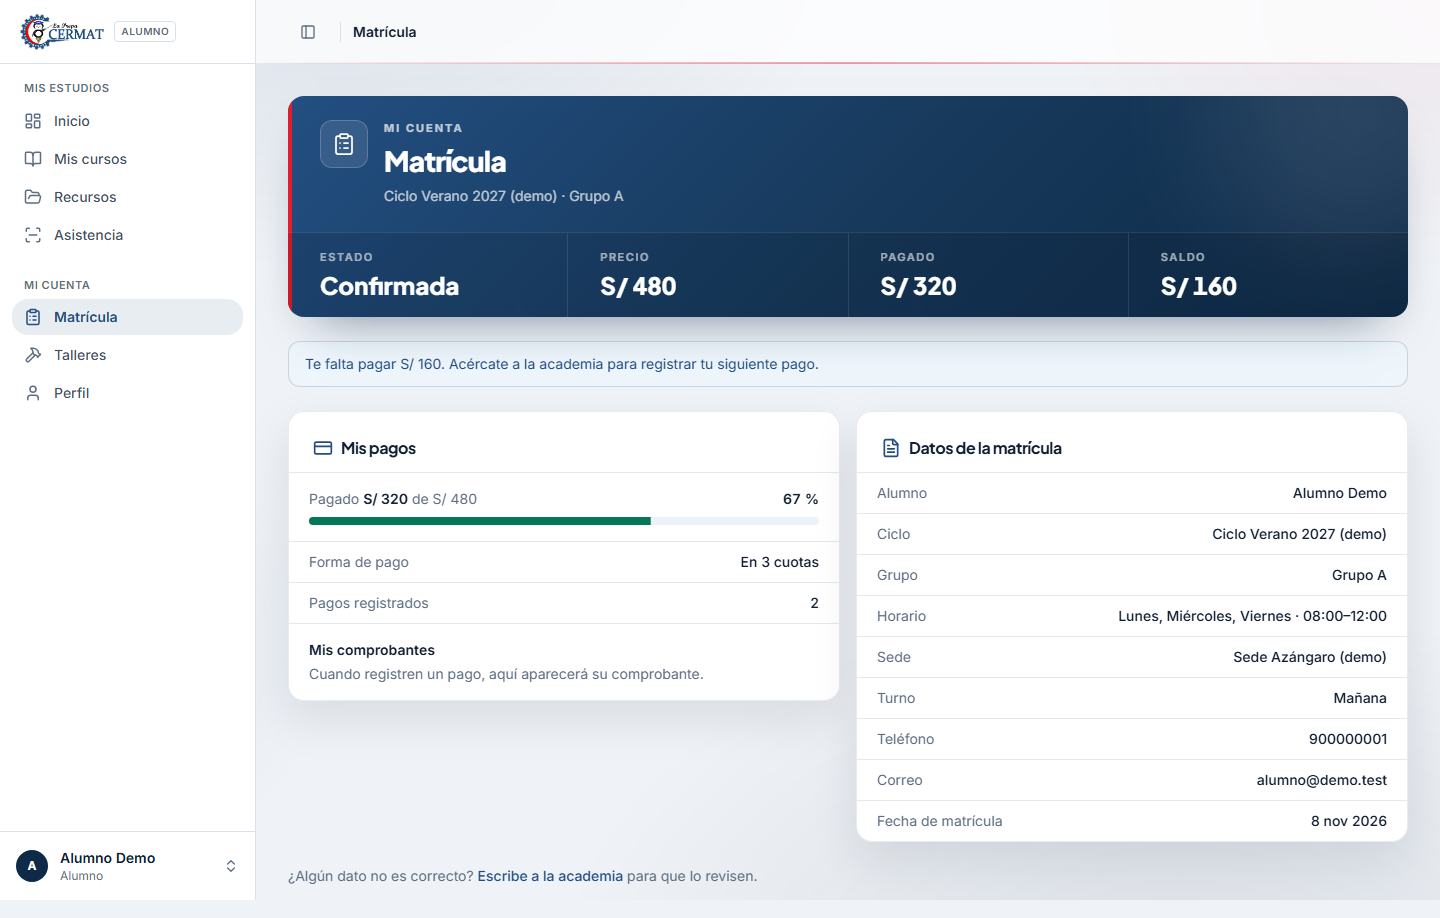 La Prepa
CERMAT
ALUMNO
MIS ESTUDIOS
Inicio
Mis cursos
Recursos
Asistencia
MI CUENTA
Matrícula
Talleres
Perfil
Alumno Demo
Alumno
A
Matrícula
MI CUENTA
Matrícula
Ciclo Verano 2027 (demo) · Grupo A
ESTADO
Confirmada
PRECIO
S/ 480
PAGADO
S/ 320
SALDO
S/ 160
Te falta pagar S/ 160. Acércate a la academia para registrar tu siguiente pago.
Mis pagos
Pagado S/ 320 de S/ 480 67 %
Forma de pago En 3 cuotas
Pagos registrados 2
Mis comprobantes
Cuando registren un pago, aquí aparecerá su comprobante.
Datos de la matrícula
Alumno Alumno Demo
Ciclo Ciclo Verano 2027 (demo)
Grupo Grupo A
Horario Lunes, Miércoles, Viernes · 08:00–12:00
Sede Sede Azángaro (demo)
Turno Mañana
Teléfono 900000001
Correo alumno@demo.test
Fecha de matrícula 8 nov 2026
¿Algún dato no es correcto? Escribe a la academia para que lo revisen.